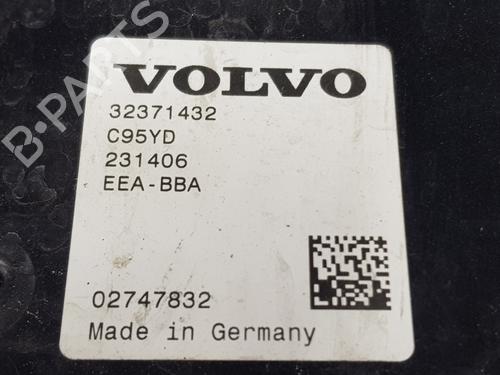 VOLVO
32371432
C95YD
231406
EEA-BBA
02747832
Made in Germany
B-PARTS